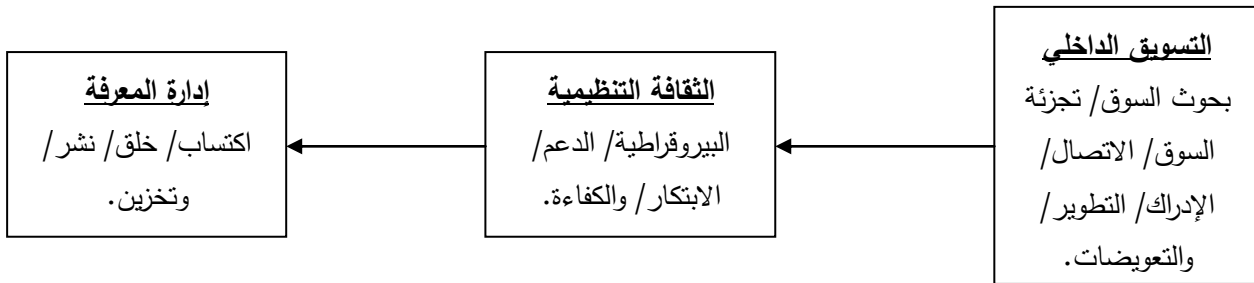 التسويق الداخلي
بحوث السوق/ تجزئة
السوق/ الاتصال/
الإدراك/ التطوير/
والتعويضات.
الثقافة التنظيمية
البيروقراطية/ الدعم/
الابتكار/ والكفاءة.
إدارة المعرفة
اكتساب/ خلق/ نشر/
وتخزين.